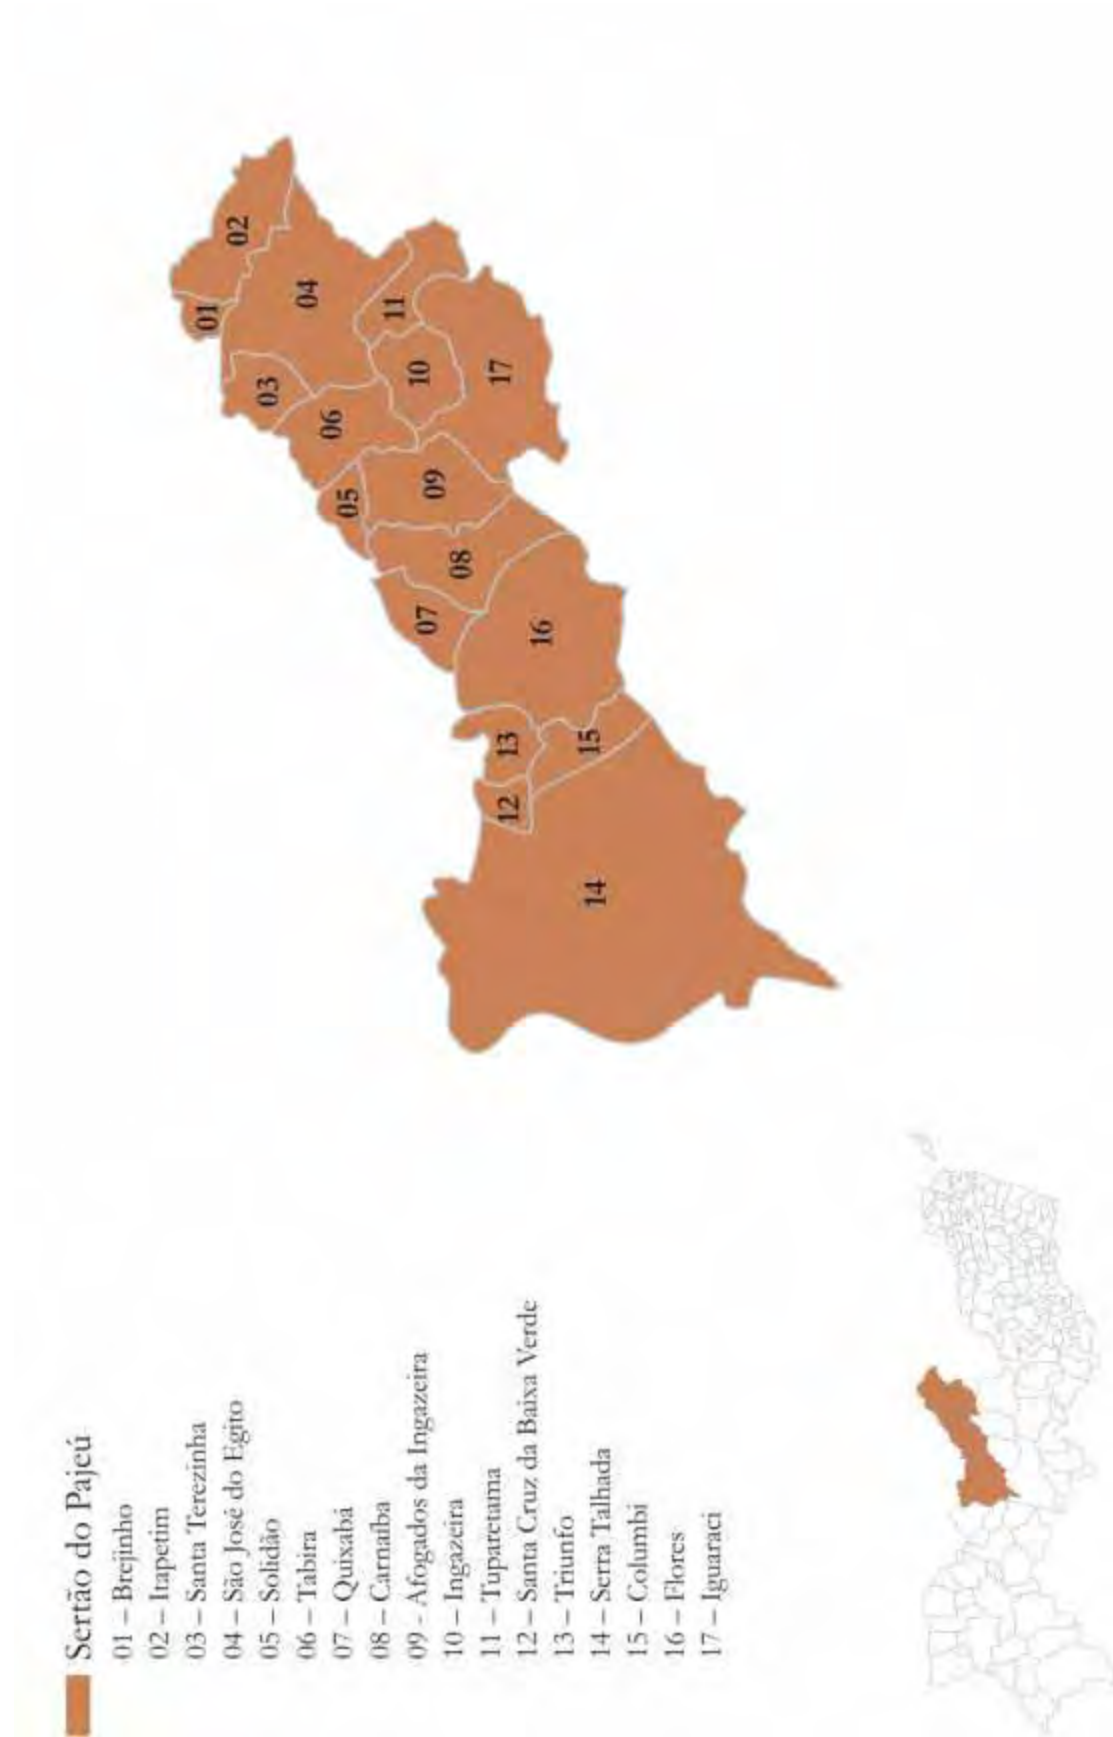 Sertão do Pajeú
01 – Brejinho
02 – Itapetim
03 – Santa Terezinha
04 – São José do Egito
05 – Solidão
06 – Tabira
07 – Quixabá
08 – Carnaíba
09 - Afogados da Ingazeira
10 – Ingazeira
11 – Tuparetama
12 – Santa Cruz da Baixa Verde
13 – Triunfo
14 – Serra Talhada
15 – Columbi
16 – Flores
17 – Iguaraci
01
02
03
04
06
05
11
10
07
09
08
17
13
12
16
15
14